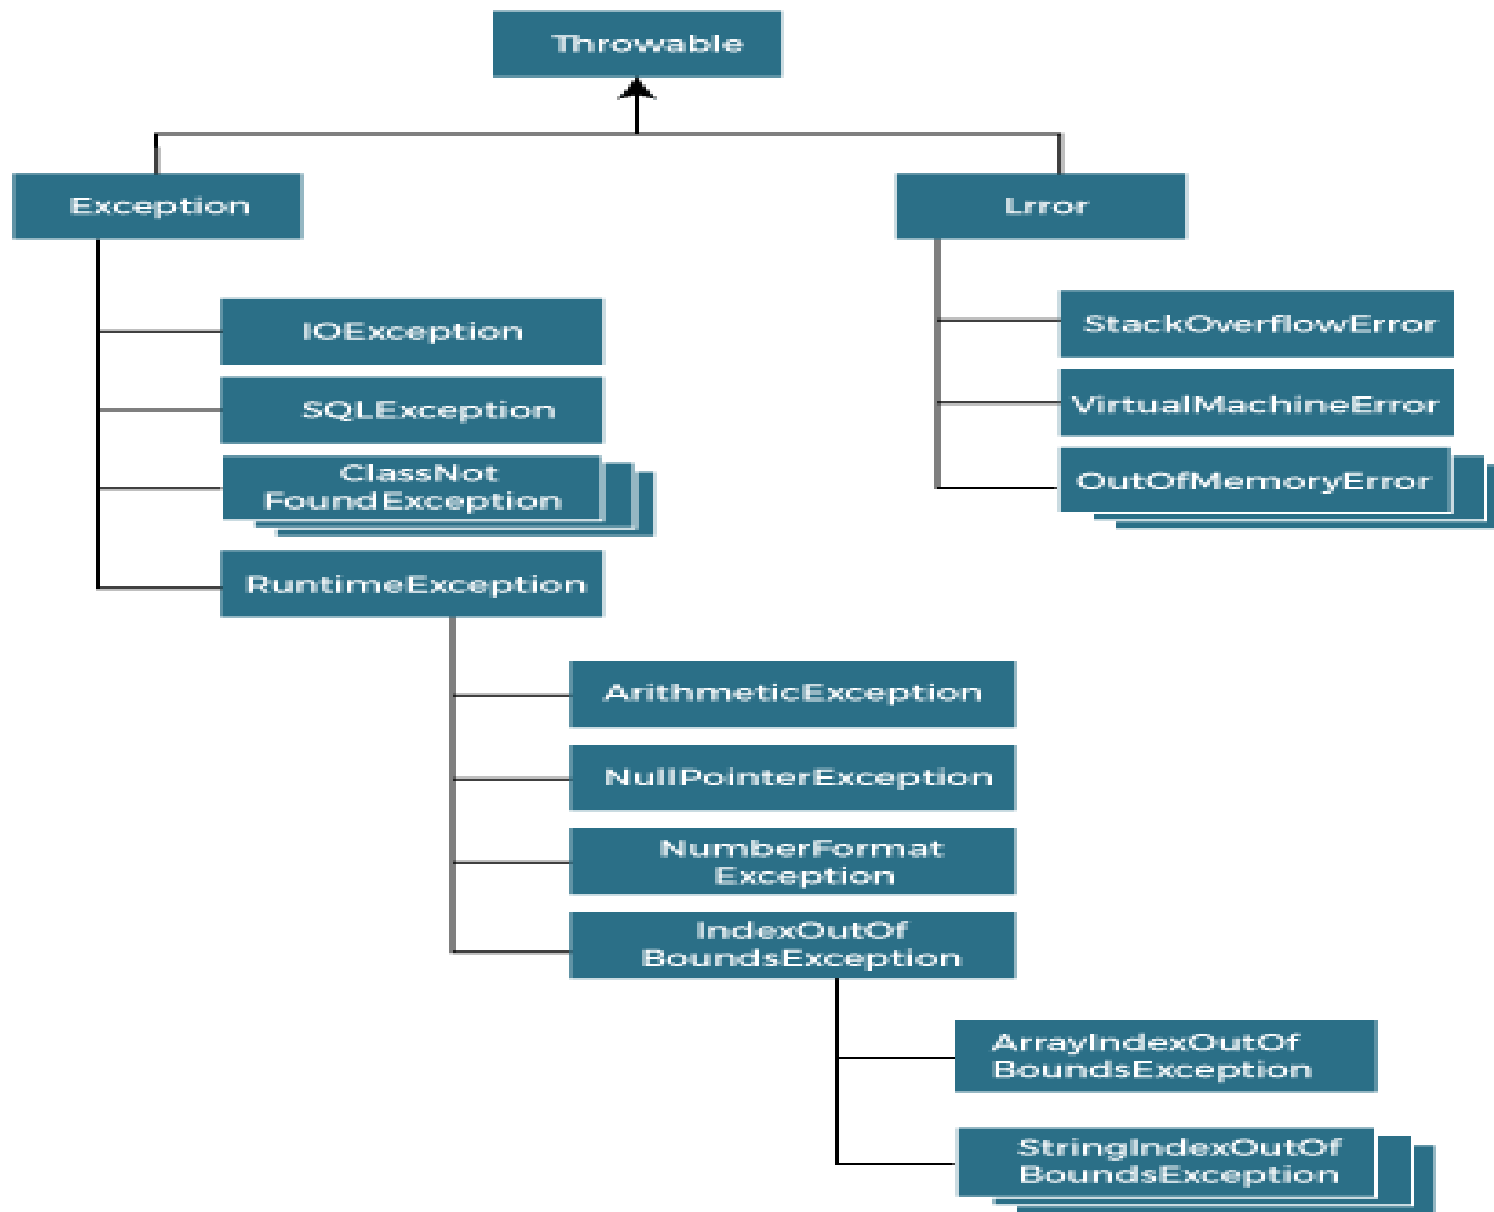 Throwable
Exception
Lrror
IOException
SQLException
ClassNot
FoundException
RuntimeException
StackOverflowError
VirtualMachineError
OutOfMemoryError
ArithmeticException
NullPointerException
NumberFormat
Exception
IndexOutOf
BoundsException
ArrayIndexOutOf
BoundsException
StringIndexOutOf
BoundsException